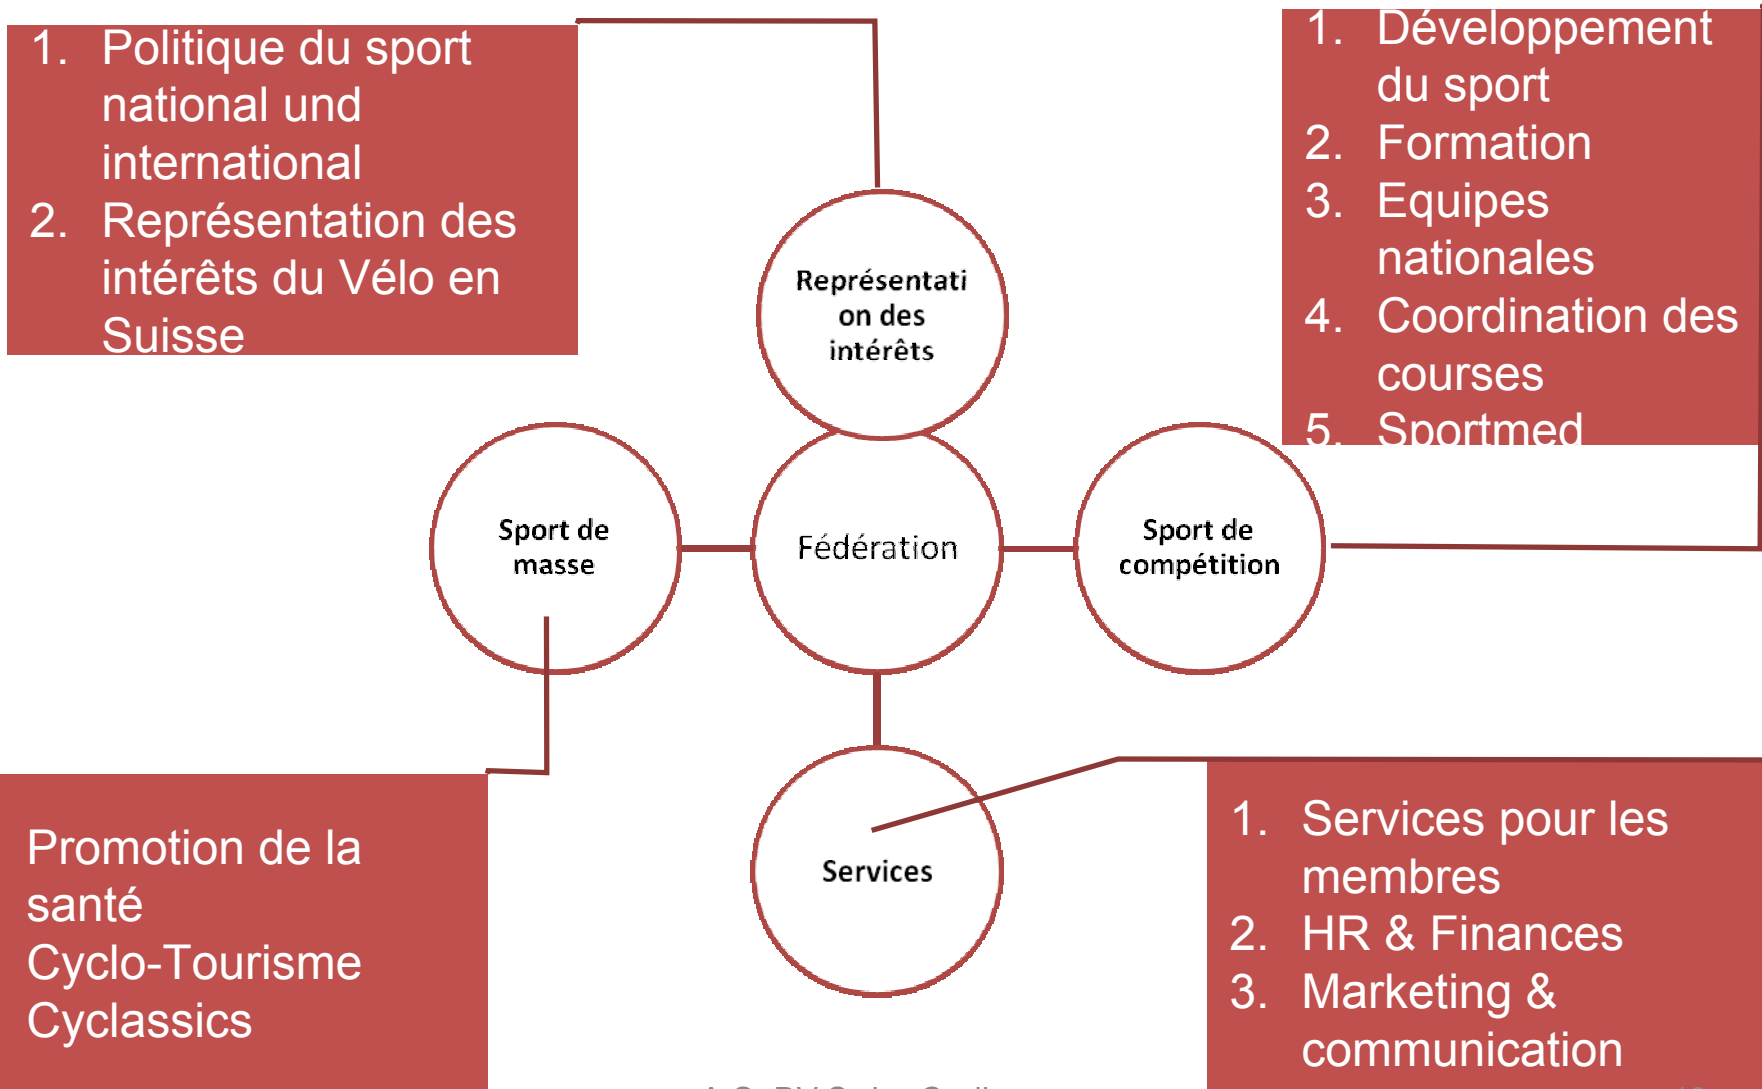 1. Politique du sport
national und
international
2. Représentation des
intérêts du Vélo en
Suisse
1. Développement
du sport
2. Formation
3. Equipes
nationales
4. Coordination des
courses
5. Sportmed
Représentati
on des
intérêts
Sport de
masse
Fédération
Sport de
compétition
Services
Promotion de la
santé
Cyclo-Tourisme
Cyclassics
1. Services pour les
membres
2. HR & Finances
3. Marketing &
communication